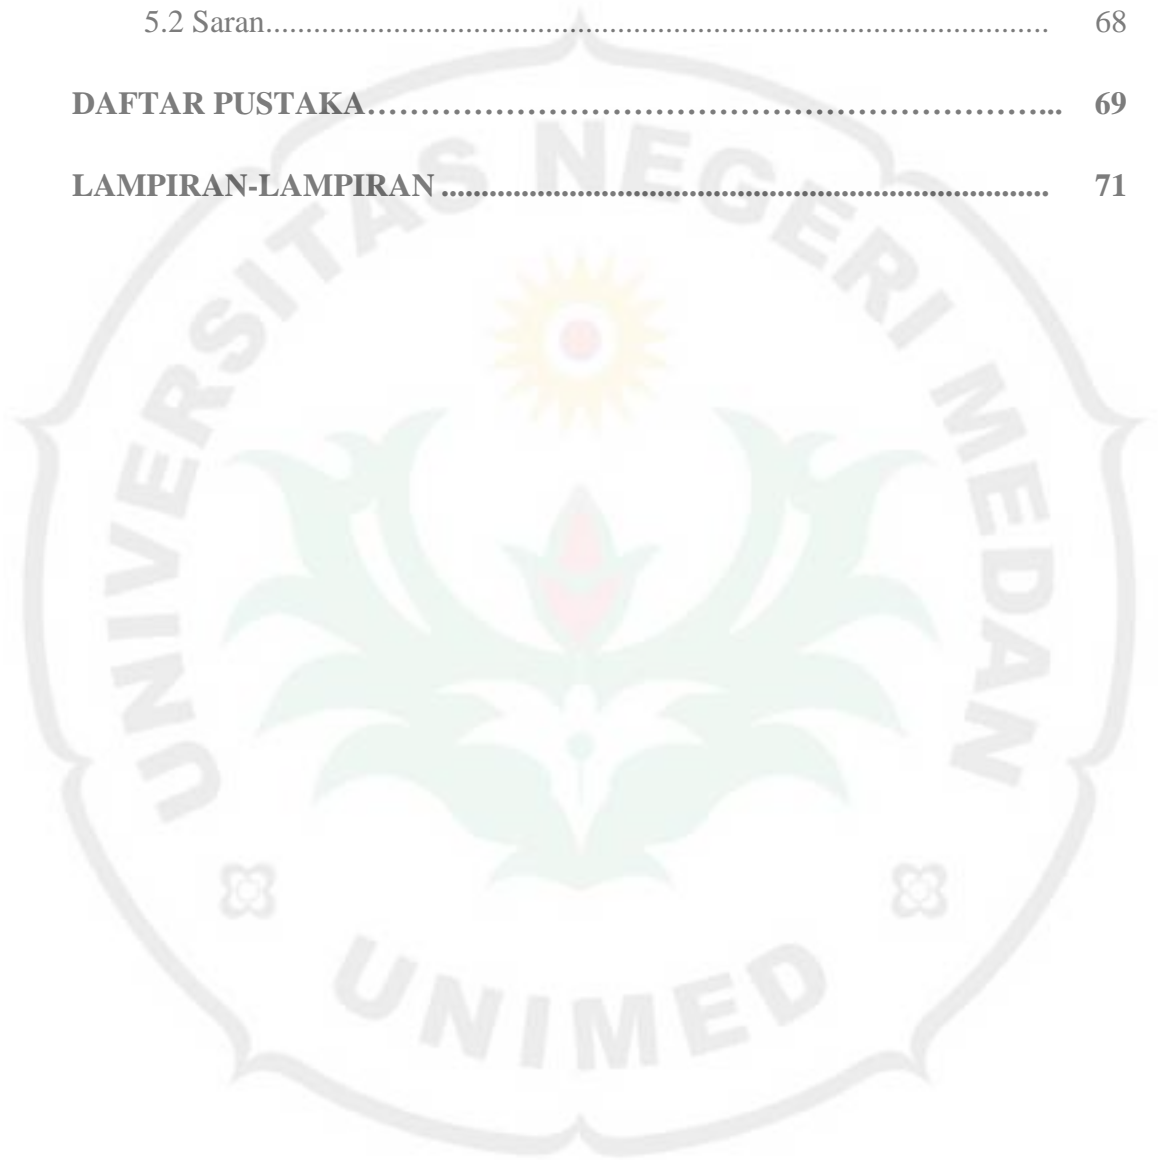 5.2 Saran.................................................................................................. 68
DAFTAR PUSTAKA………………………………………………………... 69
LAMPIRAN-LAMPIRAN ............................................................................ 71
UNIVERSITAS NEGERI MEDAN
UNIMED